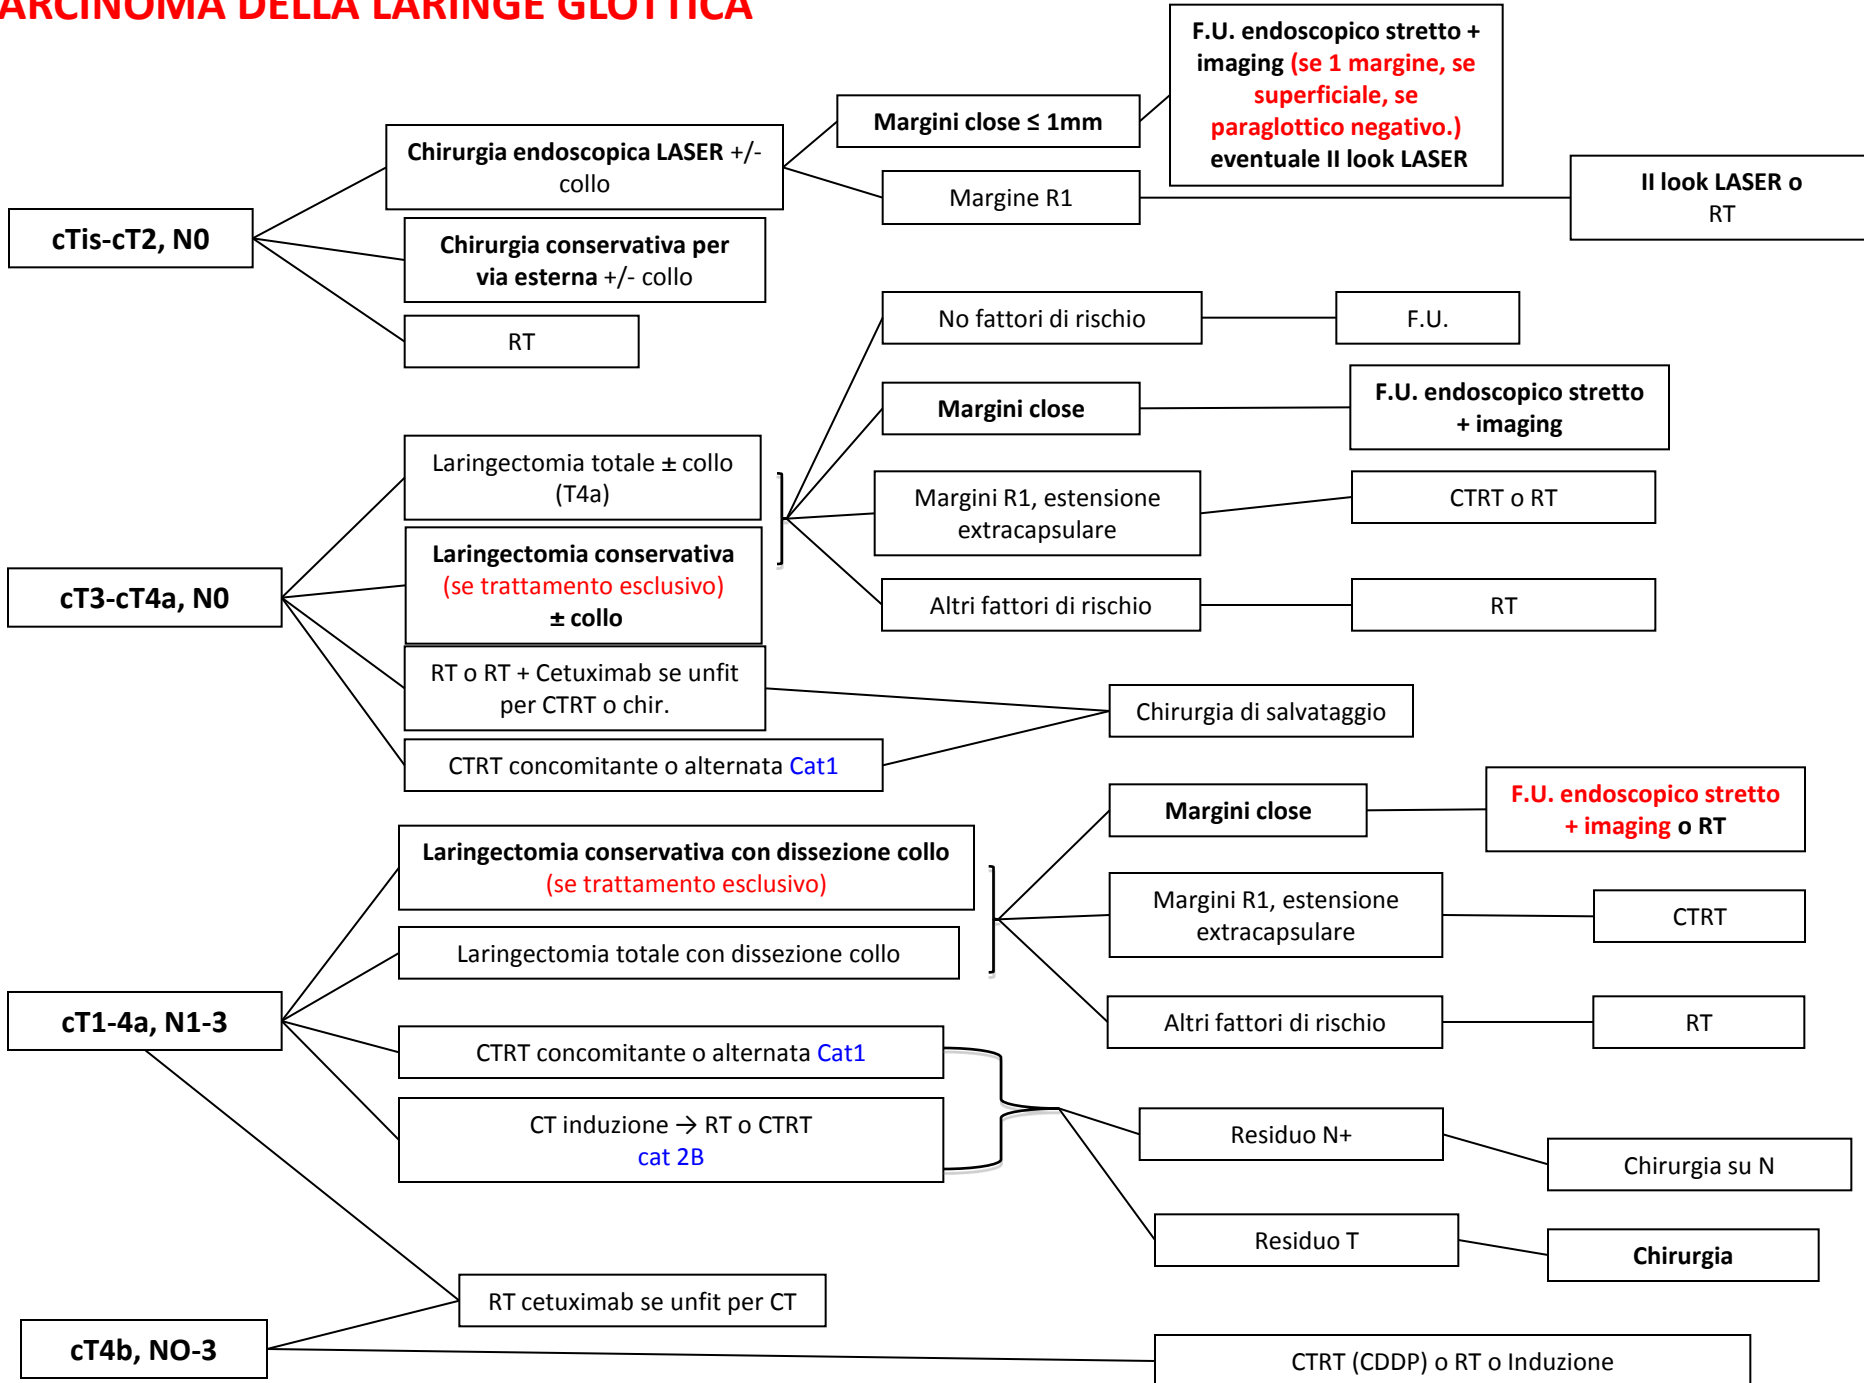 ARCINOMA DELLA LARINGE GLOTTICA
F.U. endoscopico stretto +
imaging (se 1 margine, se
superficiale, se
paraglottico negativo.)
eventuale II look LASER
Margini close ≤ 1mm
Chirurgia endoscopica LASER +/-
collo
Margine R1
II look LASER o
RT
cTis-cT2, N0
Chirurgia conservativa per
via esterna +/- collo
RT
No fattori di rischio
F.U.
Margini close
F.U. endoscopico stretto
+ imaging
Laringectomia totale ± collo
(T4a)
Margini R1, estensione
extracapsulare
CTRT o RT
Laringectomia conservativa
(se trattamento esclusivo)
± collo
cT3-cT4a, N0
Altri fattori di rischio
RT
RT o RT + Cetuximab se unfit
per CTRT o chir.
Chirurgia di salvataggio
CTRT concomitante o alternata Cat1
Margini close
F.U. endoscopico stretto
+ imaging o RT
Laringectomia conservativa con dissezione collo
(se trattamento esclusivo)
Margini R1, estensione
extracapsulare
CTRT
Laringectomia totale con dissezione collo
cT1-4a, N1-3
Altri fattori di rischio
RT
CTRT concomitante o alternata Cat1
CT induzione → RT o CTRT
cat 2B
Residuo N+
Chirurgia su N
Residuo T
Chirurgia
RT cetuximab se unfit per CT
cT4b, NO-3
CTRT (CDDP) o RT o Induzione